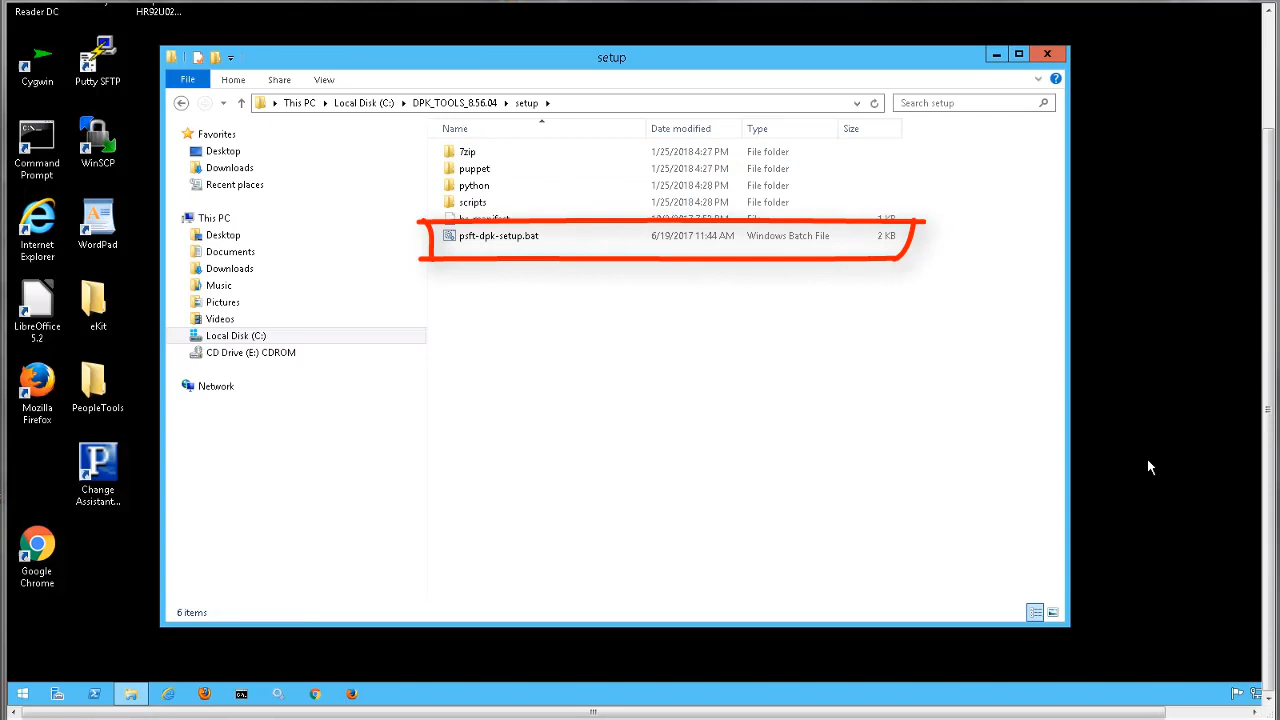 Reader DC
HR92U02...
Cygwin
Putty SFTP
Command
Prompt
WinSCP
Internet
Explorer
WordPad
LibreOffice
5.2
eKit
Mozilla
Firefox
PeopleTools
Change
Assistant...
Google
Chrome
setup
File Home Share View
This PC Local Disk (C:) DPK_TOOLS_8.56.04 setup
Search setup
Favorites
Desktop
Downloads
Recent places
This PC
Desktop
Documents
Downloads
Music
Pictures
Videos
Local Disk (C:)
CD Drive (E:) CDROM
Network
Name Date modified Type Size
7zip 1/25/2018 4:27 PM File folder
puppet 1/25/2018 4:27 PM File folder
python 1/25/2018 4:28 PM File folder
scripts 1/25/2018 4:28 PM File folder
File 1 KB
psft-dpk-setup.bat 6/19/2017 11:44 AM Windows Batch File 2 KB
6 items